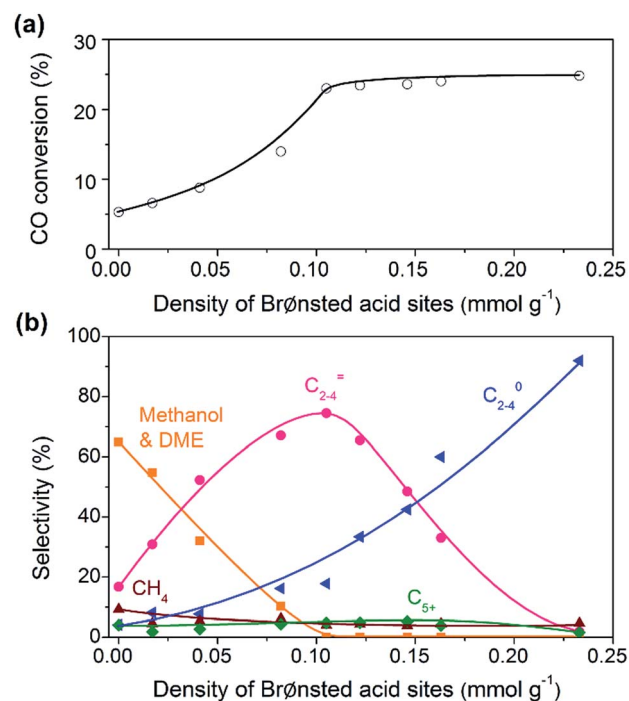 (a)
CO conversion (%)
30
20
10
0
0.00 0.05 0.10 0.15 0.20 0.25
Density of BrØnsted acid sites (mmol g⁻¹)
(b)
Selectivity (%)
100
80
60
40
20
0
Methanol
& DME
C₂₋₄⁼
C₂₋₄⁰
CH₄
C₅₊
0.00 0.05 0.10 0.15 0.20 0.25
Density of BrØnsted acid sites (mmol g⁻¹)